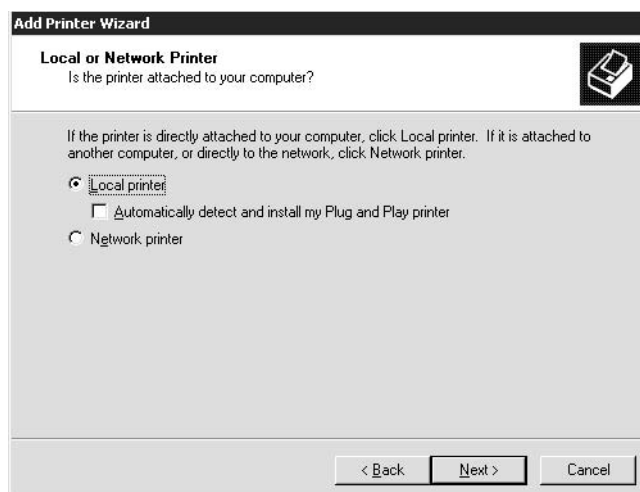 Add Printer Wizard
Local or Network Printer
Is the printer attached to your computer?
If the printer is directly attached to your computer, click Local printer. If it is attached to
another computer, or directly to the network, click Network printer.
Local printer
Automatically detect and install my Plug and Play printer
Network printer
< Back Next > Cancel